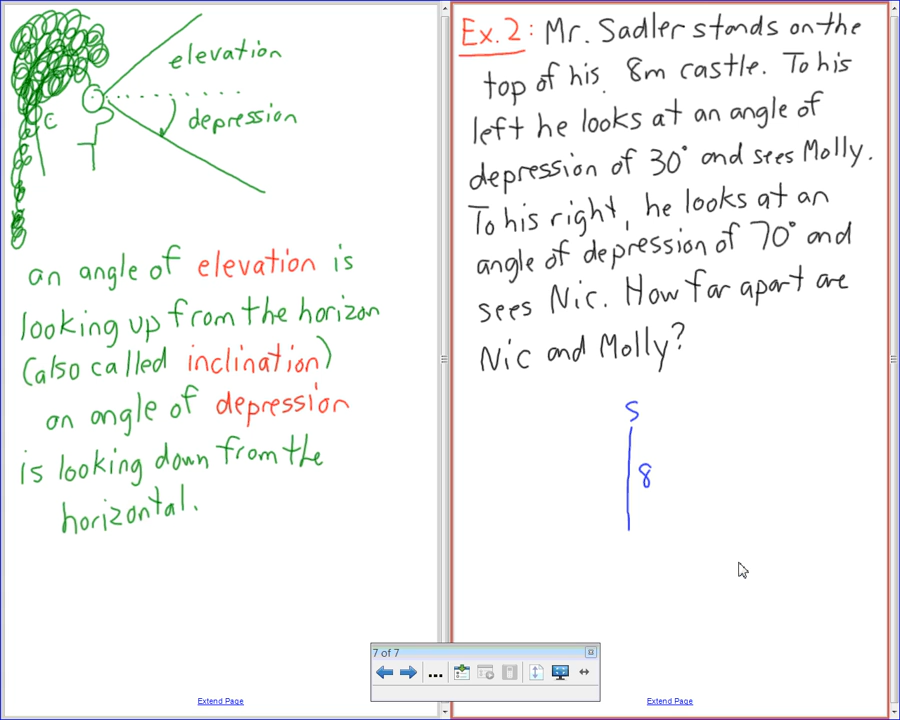 elevation
depression
an angle of elevation is
looking up from the horizon
(also called inclination)
an angle of depression
is looking down from the
horizontal.
Extend Page
Ex. 2: Mr. Sadler stands on the
top of his 8m castle. To his
left he looks at an angle of
depression of 30° and sees Molly.
To his right, he looks at an
angle of depression of 70° and
sees Nic. How far apart are
Nic and Molly?
S
8
7 of 7
...
Extend Page